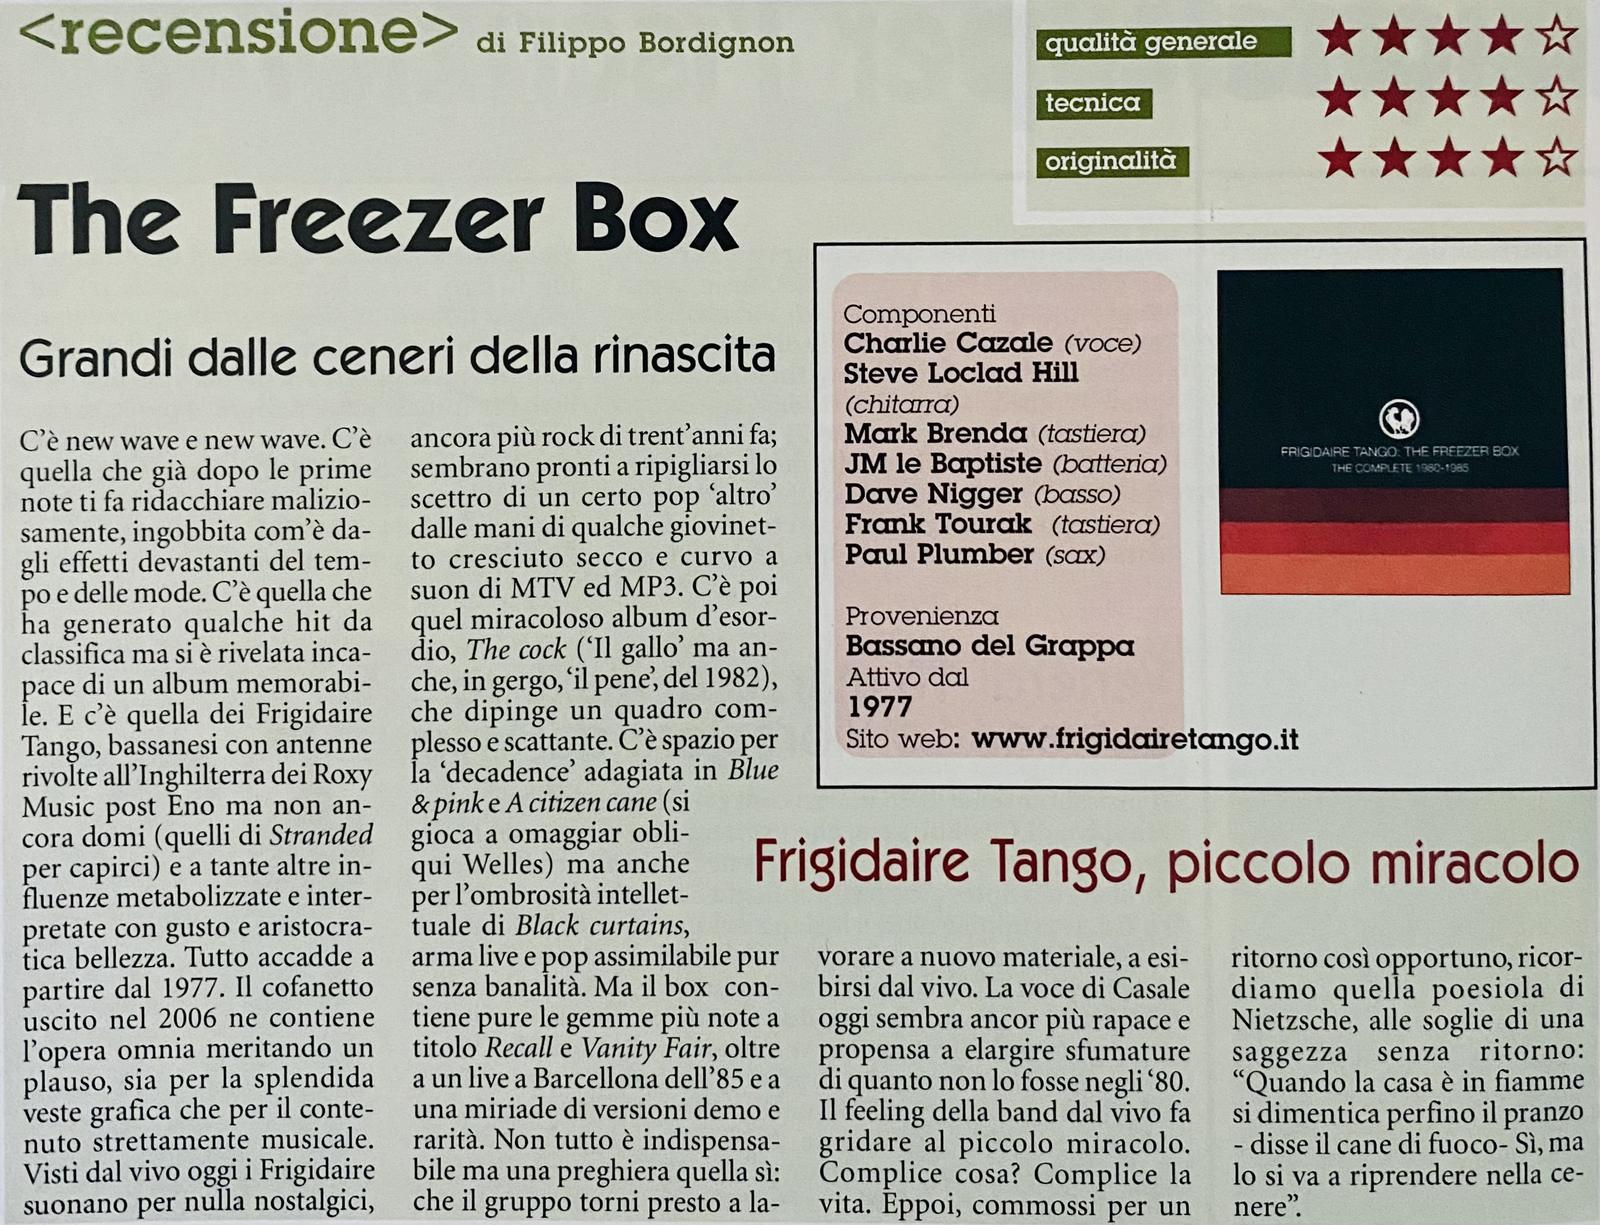 <recensione> di Filippo Bordignon
qualità generale
tecnica
originalità
The Freezer Box
Grandi dalle ceneri della rinascita
C'è new wave e new wave. C'è
quella che già dopo le prime
note ti fa ridacchiare malizio-
samente, ingobbita com'è da-
gli effetti devastanti del tem-
po e delle mode. C'è quella che
ha generato qualche hit da
classifica ma si è rivelata inca-
pace di un album memorabi-
le. E c'è quella dei Frigidaire
Tango, bassanesi con antenne
rivolte all'Inghilterra dei Roxy
Music post Eno ma non an-
cora domi (quelli di Stranded
per capirci) e a tante altre in-
fluenze metabolizzate e inter-
pretate con gusto e aristocra-
tica bellezza. Tutto accadde a
partire dal 1977. Il cofanetto
uscito nel 2006 ne contiene
l'opera omnia meritando un
plauso, sia per la splendida
veste grafica che per il conte-
nuto strettamente musicale.
Visti dal vivo oggi i Frigidaire
suonano per nulla nostalgici,
ancora più rock di trent'anni fa;
sembrano pronti a ripigliarsi lo
scettro di un certo pop 'altro'
dalle mani di qualche giovinet-
to cresciuto secco e curvo a
suon di MTV ed MP3. C'è poi
quel miracoloso album d'esor-
dio, The cock ('Il gallo' ma an-
che, in gergo, 'il pene', del 1982),
che dipinge un quadro com-
plesso e scattante. C'è spazio per
la 'decadence' adagiata in Blue
& pink e A citizen cane (si
gioca a omaggiar obli-
qui Welles) ma anche
per l'ombrosità intellet-
tuale di Black curtains,
arma live e pop assimilabile pur
senza banalità. Ma il box con-
tiene pure le gemme più note a
titolo Recall e Vanity Fair, oltre
a un live a Barcellona dell'85 e a
una miriade di versioni demo e
rarità. Non tutto è indispensa-
bile ma una preghiera quella sì:
che il gruppo torni presto a la-
Componenti
Charlie Cazale (voce)
Steve Loclad Hill
(chitarra)
Mark Brenda (tastiera)
JM le Baptiste (batteria)
Dave Nigger (basso)
Frank Tourak (tastiera)
Paul Plumber (sax)
Provenienza
Bassano del Grappa
Attivo dal
1977
Sito web: www.frigidairetango.it
FRIGIDAIRE TANGO: THE FREEZER BOX
THE COMPLETE 1980-1985
Frigidaire Tango, piccolo miracolo
vorare a nuovo materiale, a esi-
birsi dal vivo. La voce di Casale
oggi sembra ancor più rapace e
propensa a elargire sfumature
di quanto non lo fosse negli '80.
Il feeling della band dal vivo fa
gridare al piccolo miracolo.
Complice cosa? Complice la
vita. Eppoi, commossi per un
ritorno così opportuno, ricor-
diamo quella poesiola di
Nietzsche, alle soglie di una
saggezza senza ritorno:
"Quando la casa è in fiamme
si dimentica perfino il pranzo
- disse il cane di fuoco- Sì, ma
lo si va a riprendere nella ce-
nere".